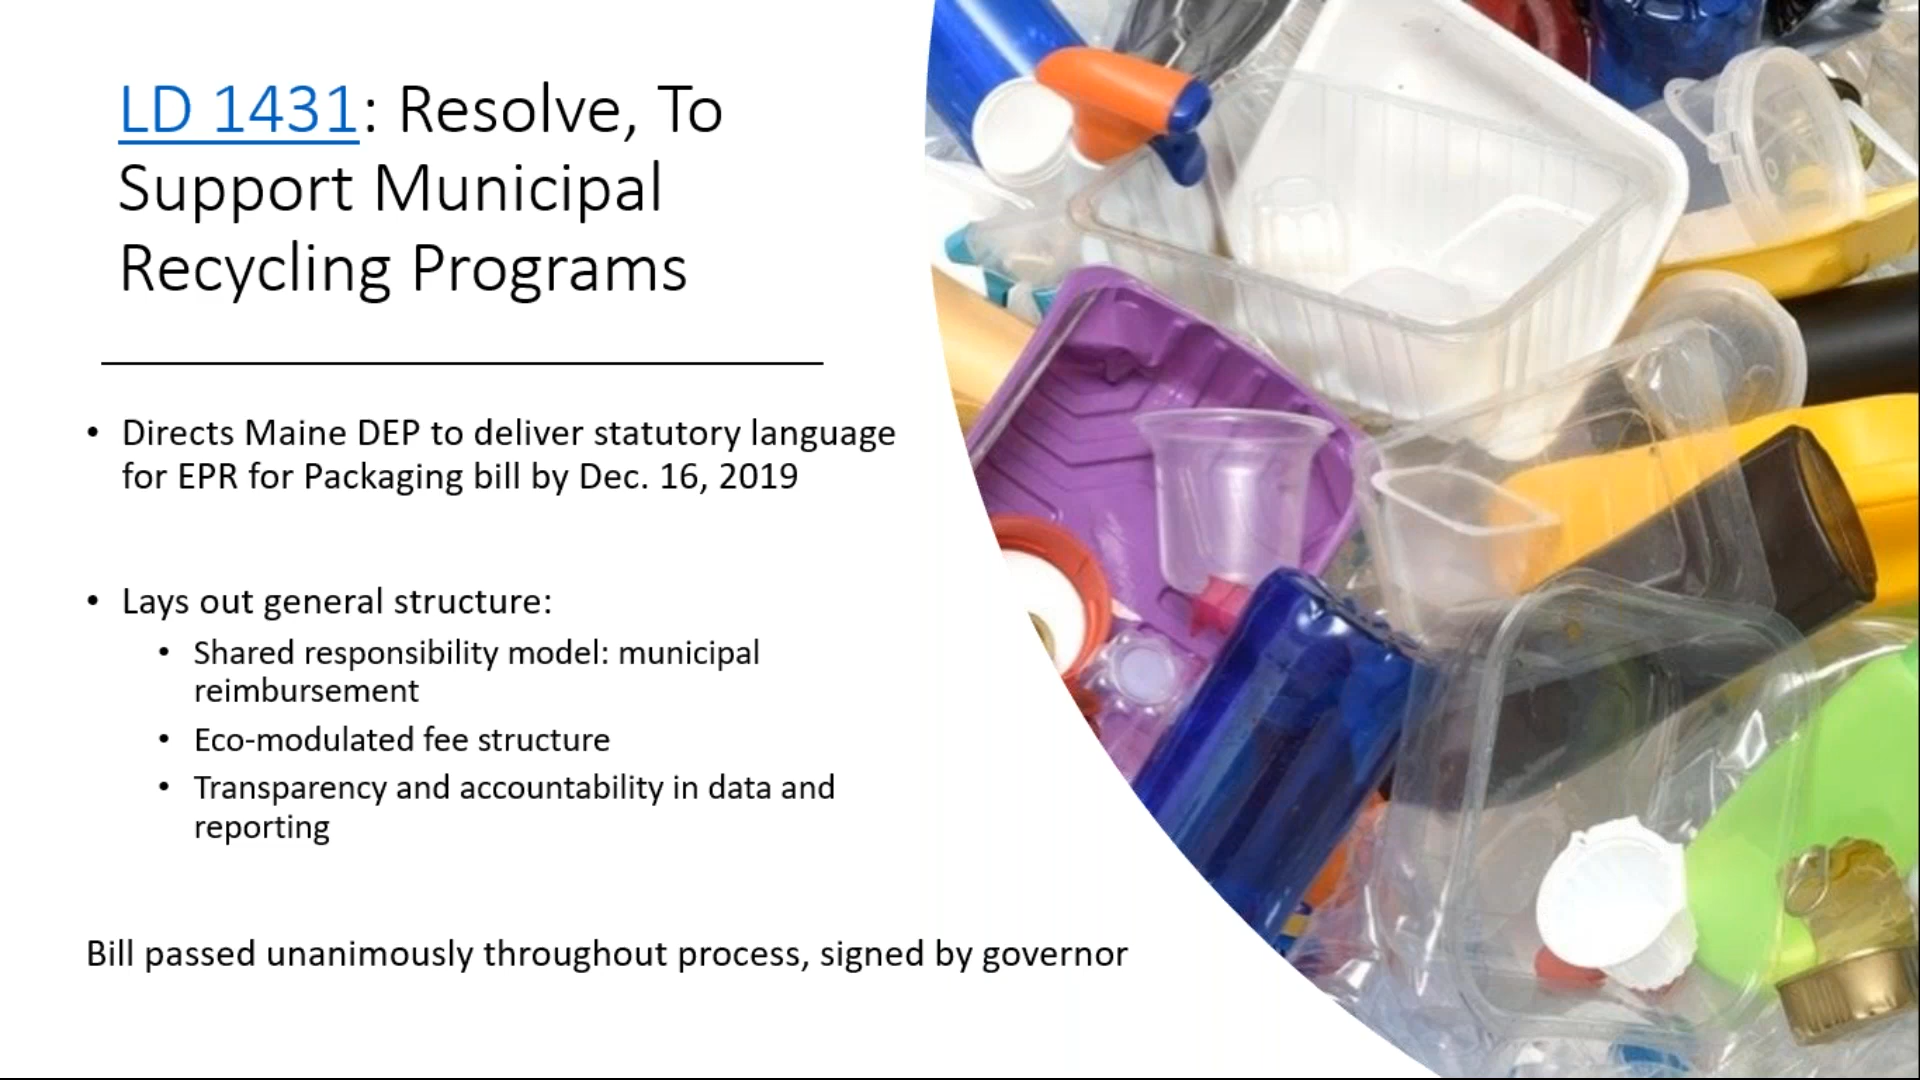 LD 1431: Resolve, To
Support Municipal
Recycling Programs
• Directs Maine DEP to deliver statutory language
for EPR for Packaging bill by Dec. 16, 2019
• Lays out general structure:
• Shared responsibility model: municipal
reimbursement
• Eco-modulated fee structure
• Transparency and accountability in data and
reporting
Bill passed unanimously throughout process, signed by governor